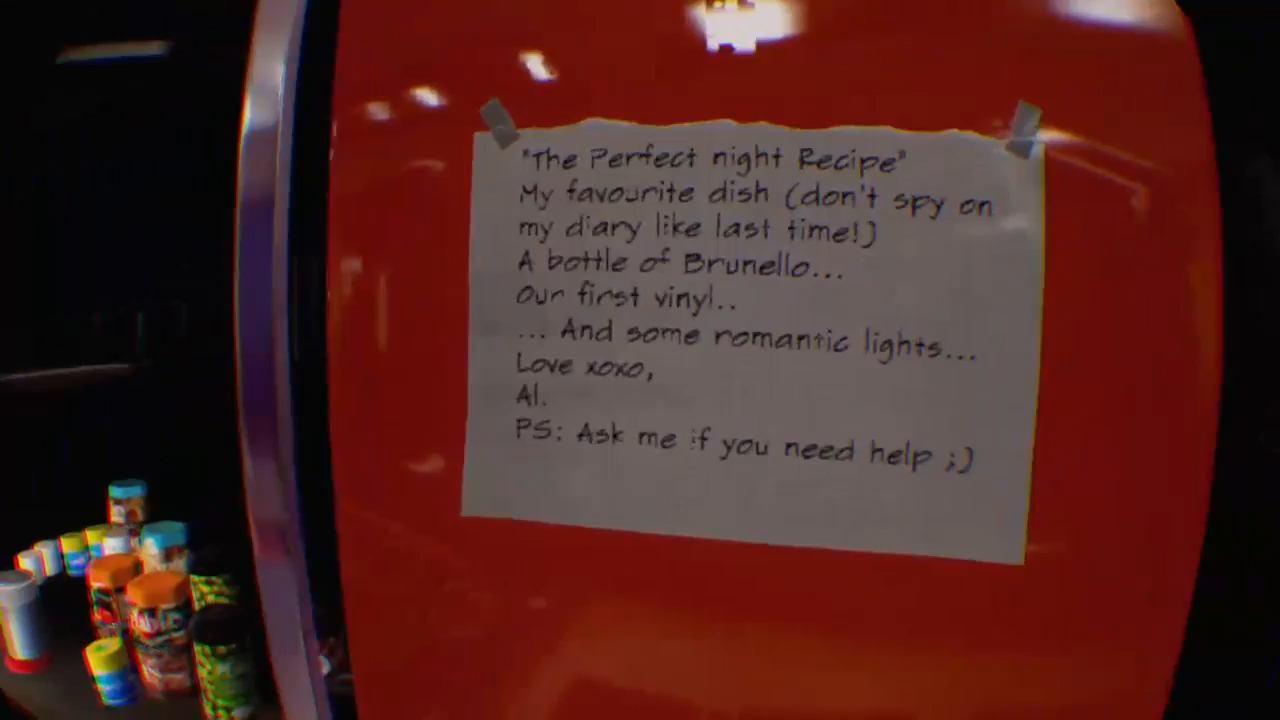 "The Perfect night Recipe"
My favourite dish (don't spy on
my diary like last time!)
A bottle of Brunello...
Our first vinyl..
... And some romantic lights...
Love xoxo,
Al.
PS: Ask me if you need help ;)